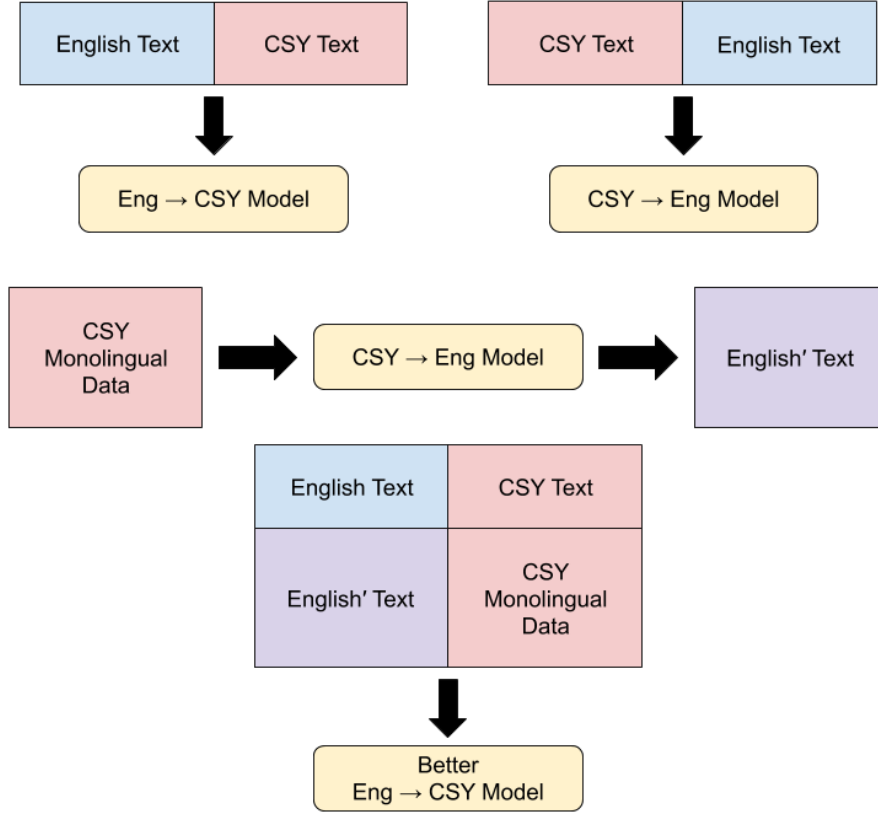 English Text
CSY Text
CSY Text
English Text
Eng → CSY Model
CSY → Eng Model
CSY
Monolingual
Data
CSY → Eng Model
English′ Text
English Text
CSY Text
English′ Text
CSY
Monolingual
Data
Better
Eng → CSY Model